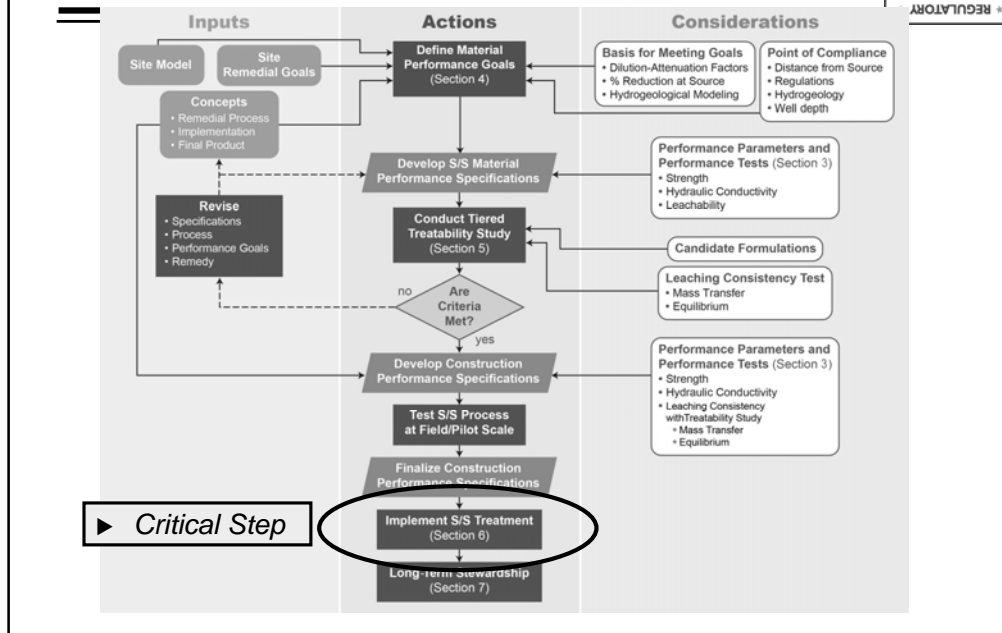 REGULATORY *
Inputs
Actions
Considerations
Site Model
Site
Remedial Goals
Define Material
Performance Goals
(Section 4)
Basis for Meeting Goals
• Dilution-Attenuation Factors
• % Reduction at Source
• Hydrogeological Modeling
Point of Compliance
• Distance from Source
• Regulations
• Hydrogeology
• Well depth
Concepts
• Remedial Process
• Implementation
• Final Product
Develop S/S Material
Performance Specifications
Performance Parameters and
Performance Tests (Section 3)
• Strength
• Hydraulic Conductivity
• Leachability
Revise
• Specifications
• Process
• Performance Goals
• Remedy
Conduct Tiered
Treatability Study
(Section 5)
Candidate Formulations
Leaching Consistency Test
• Mass Transfer
• Equilibrium
no
Are
Criteria
Met?
yes
Develop Construction
Performance Specifications
Performance Parameters and
Performance Tests (Section 3)
• Strength
• Hydraulic Conductivity
• Leaching Consistency
withTreatability Study
• Mass Transfer
• Equilibrium
Test S/S Process
at Field/Pilot Scale
Finalize Construction
Performance Specifications
► Critical Step
Implement S/S Treatment
(Section 6)
Long-Term Stewardship
(Section 7)